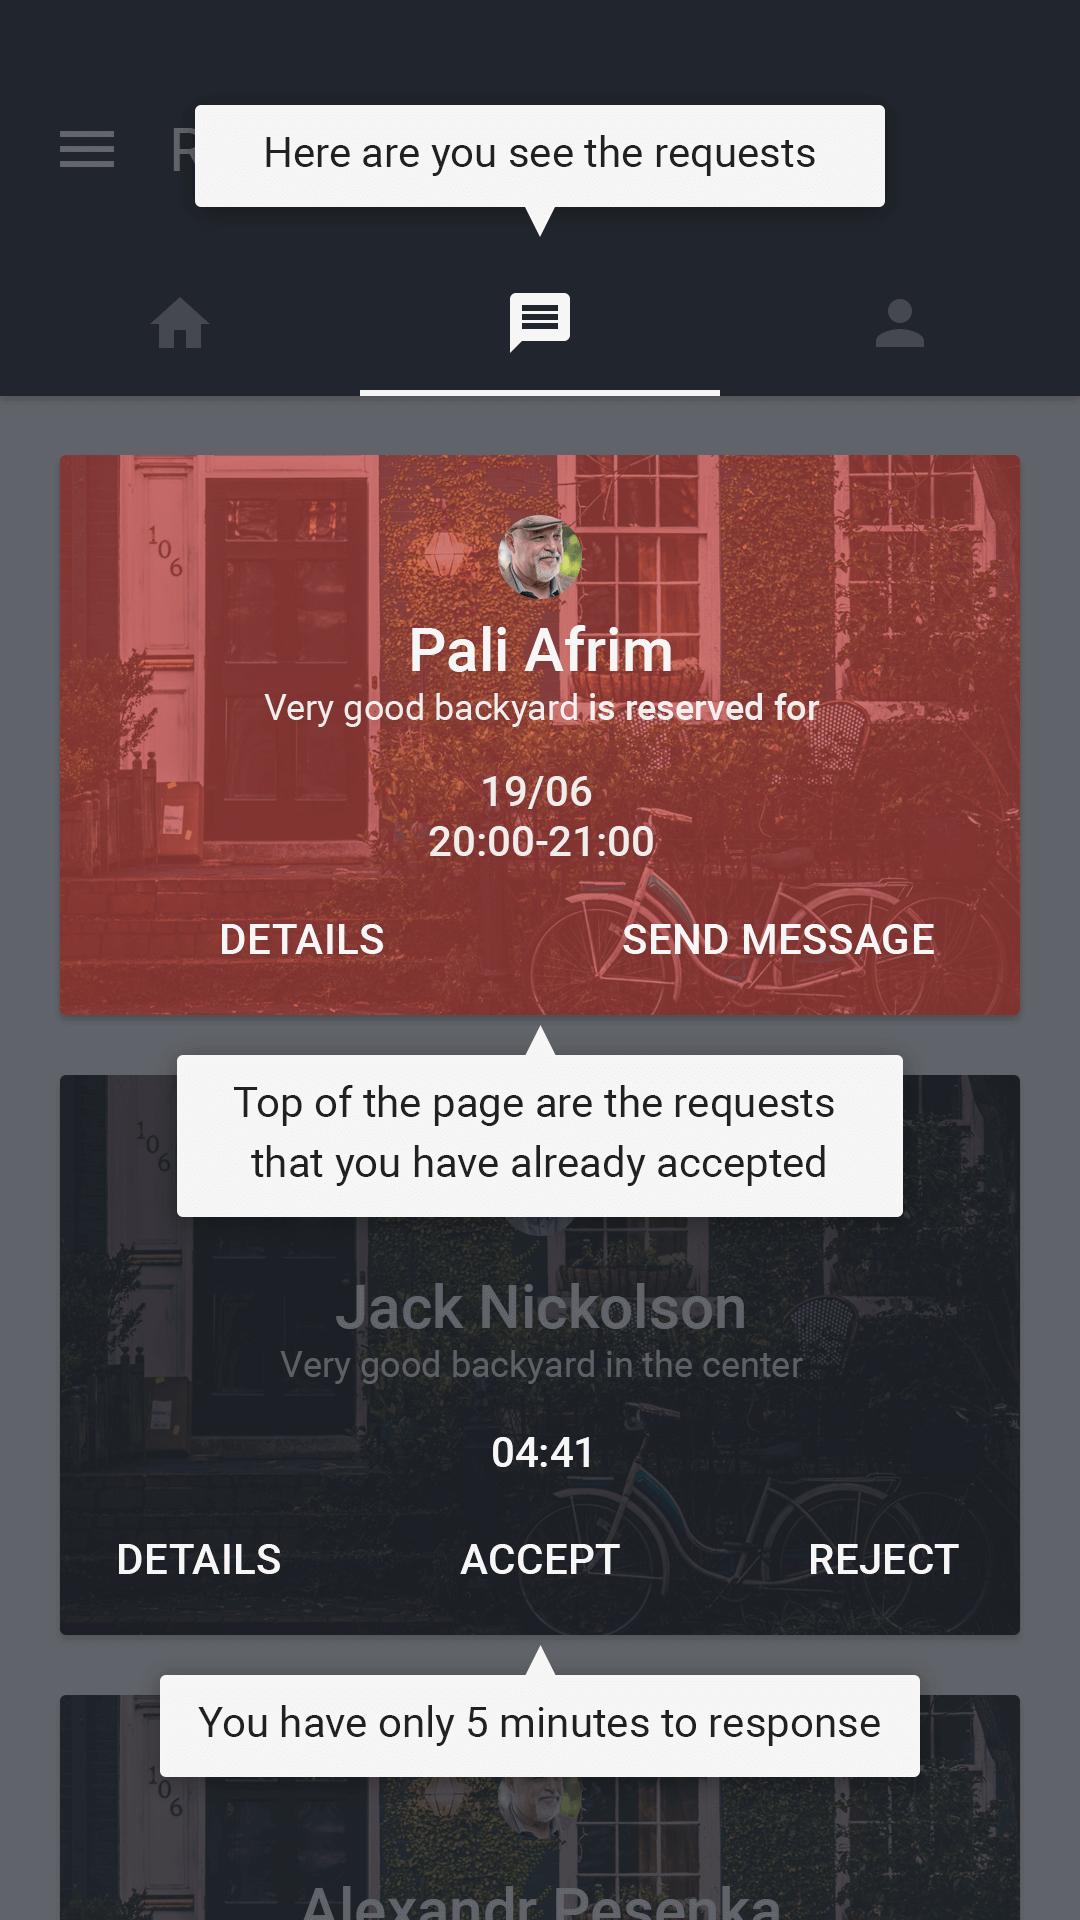 Here are you see the requests
106
Pali Afrim
Very good backyard is reserved for
19/06
20:00-21:00
DETAILS SEND MESSAGE
Top of the page are the requests
that you have already accepted
106
Jack Nickolson
Very good backyard in the center
04:41
DETAILS ACCEPT REJECT
You have only 5 minutes to response
106
Alexandr Pesenka